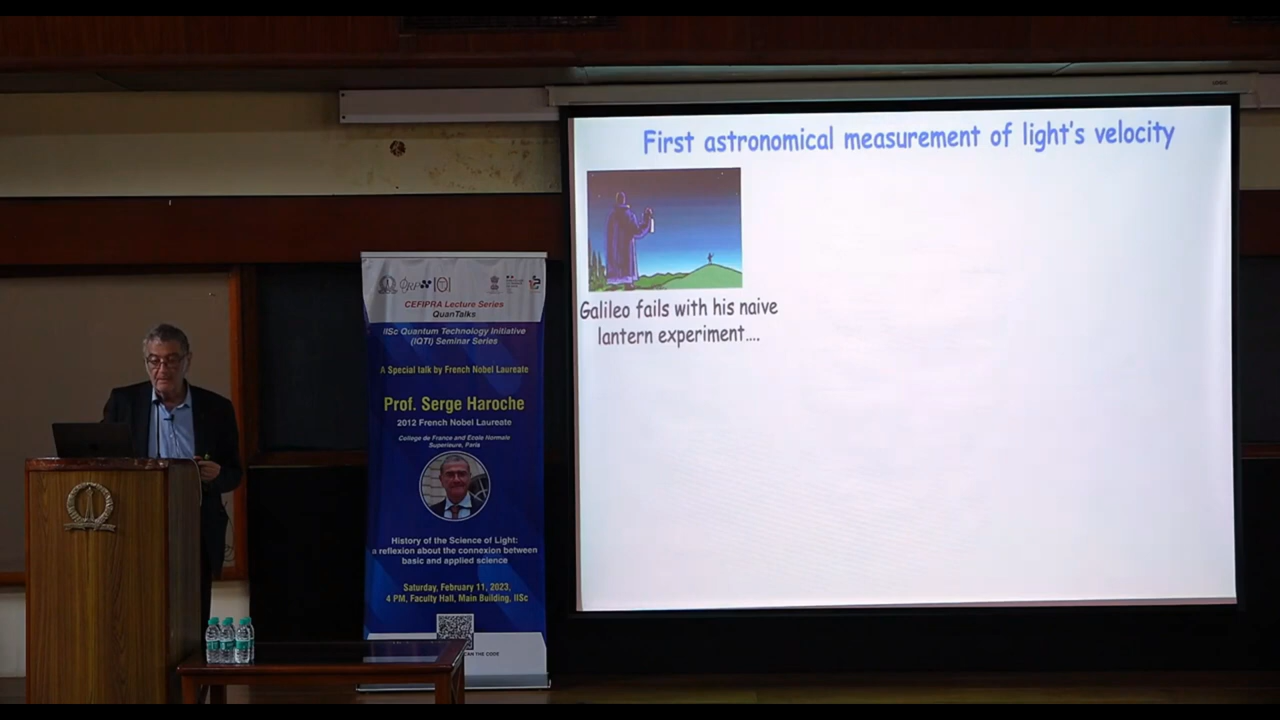 First astronomical measurement of light's velocity
Galileo fails with his naive
lantern experiment....
CEFIPRA Lecture Series
QuanTalks
IISc Quantum Technology Initiative
(IQTI) Seminar Series
A Special talk by French Nobel Laureate
Prof. Serge Haroche
2012 French Nobel Laureate
College de France and Ecole Normale
Superieure, Paris
History of the Science of Light:
a reflexion about the connexion between
basic and applied science
Saturday, February 11, 2023,
4 PM, Faculty Hall, Main Building, IISc
CAN THE CODE